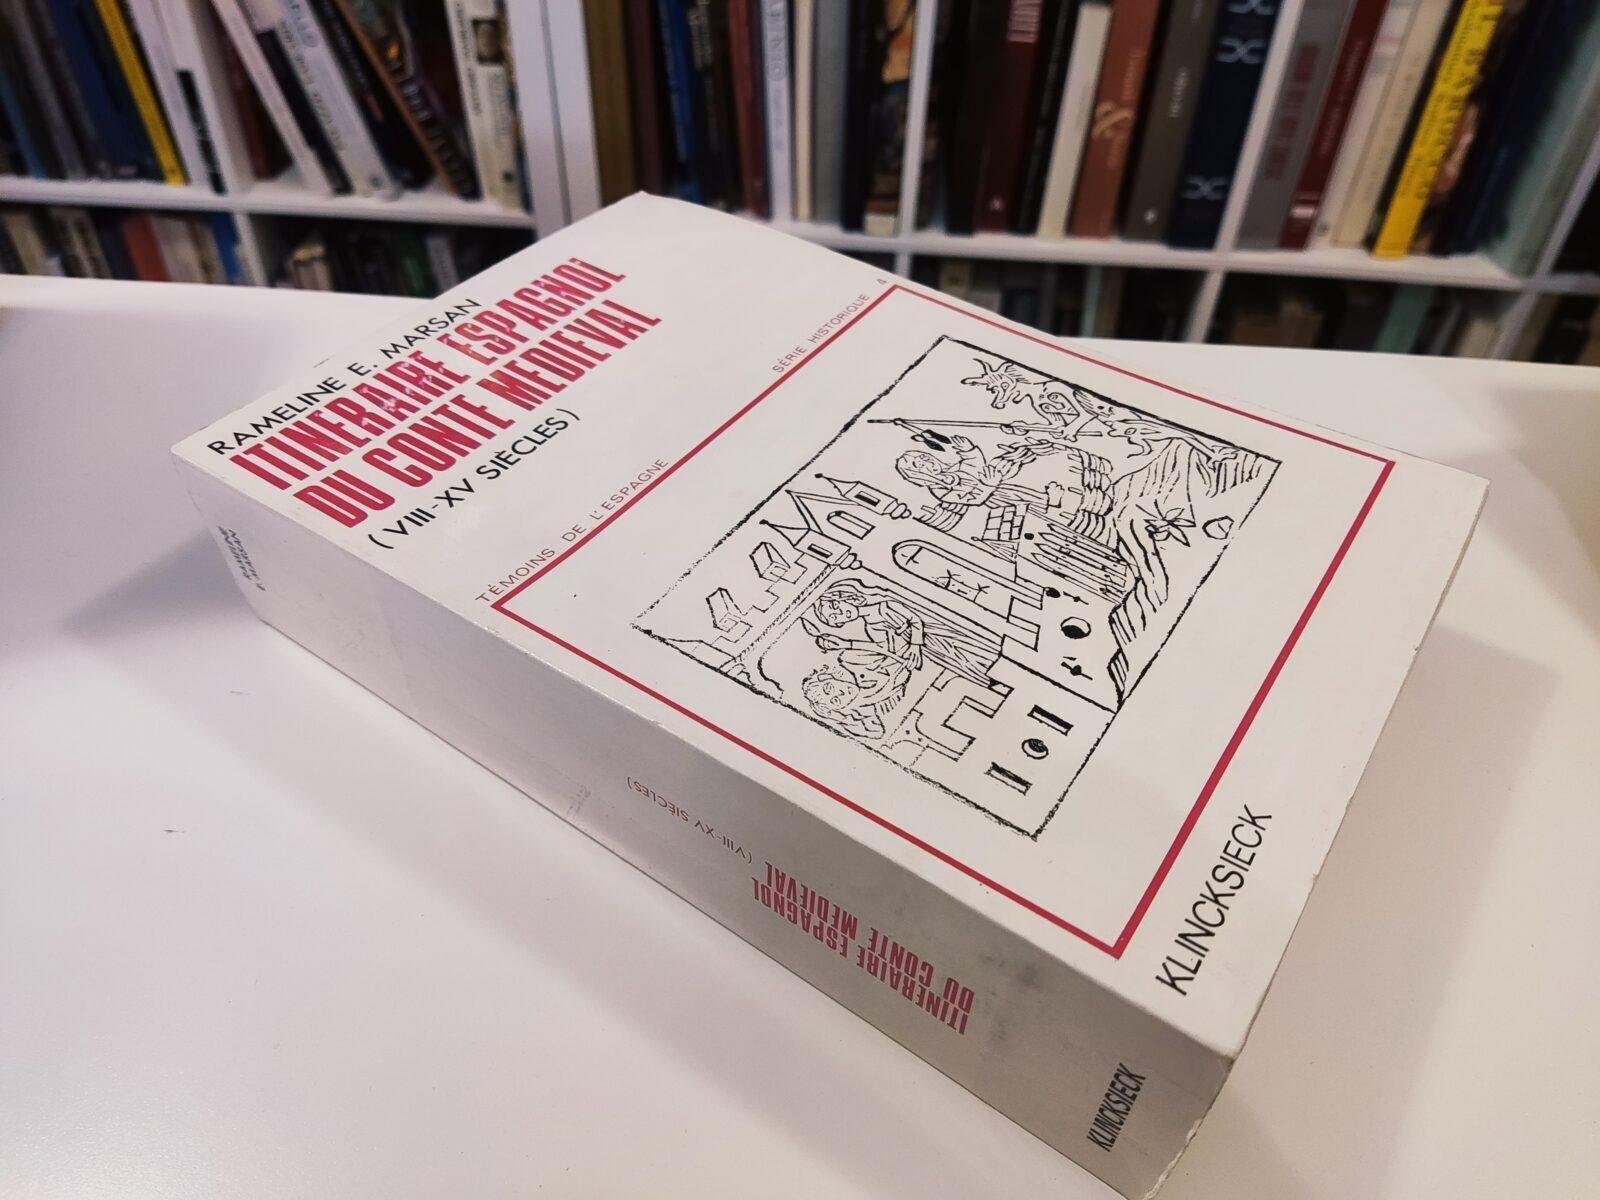 RAMELINE E. MARSAN
ITINERAIRE ESPAGNOL
DU CONTE MEDIEVAL
(VIII-XV SIÈCLES)
TÉMOINS DE L'ESPAGNE
SÉRIE HISTORIQUE 4
KLINCKSIECK
ITINERAIRE ESPAGNOL
DU CONTE MEDIEVAL
(VIII-XV SIÈCLES)
KLINCKSIECK